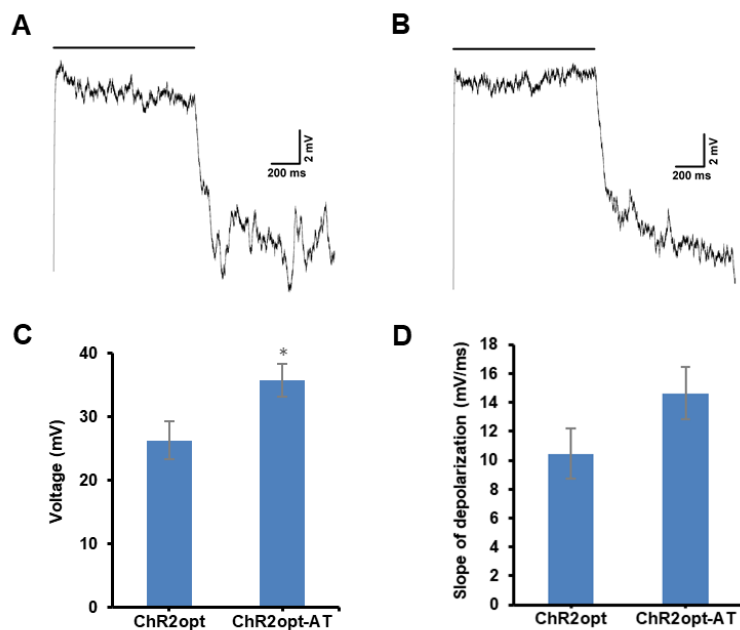 A
B
2 mV
200 ms
2 mV
200 ms
C
D
Voltage (mV)
40
30
20
10
0
*
ChR2opt
ChR2opt-AT
Slope of depolarization (mV/ms)
18
16
14
12
10
8
6
4
2
0
ChR2opt
ChR2opt-AT